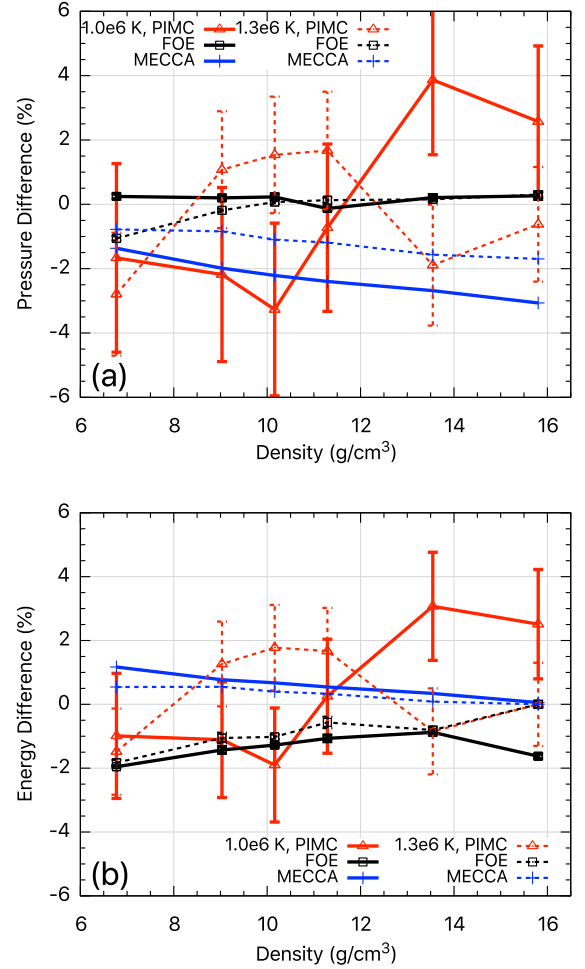 6
1.0e6 K, PIMC 1.3e6 K, PIMC
FOE FOE
MECCA MECCA
4
2
0
-2
-4
-6
Pressure Difference (%)
(a)
6 8 10 12 14 16
Density (g/cm3)
6
4
2
0
-2
-4
-6
Energy Difference (%)
1.0e6 K, PIMC 1.3e6 K, PIMC
FOE FOE
MECCA MECCA
(b)
6 8 10 12 14 16
Density (g/cm3)